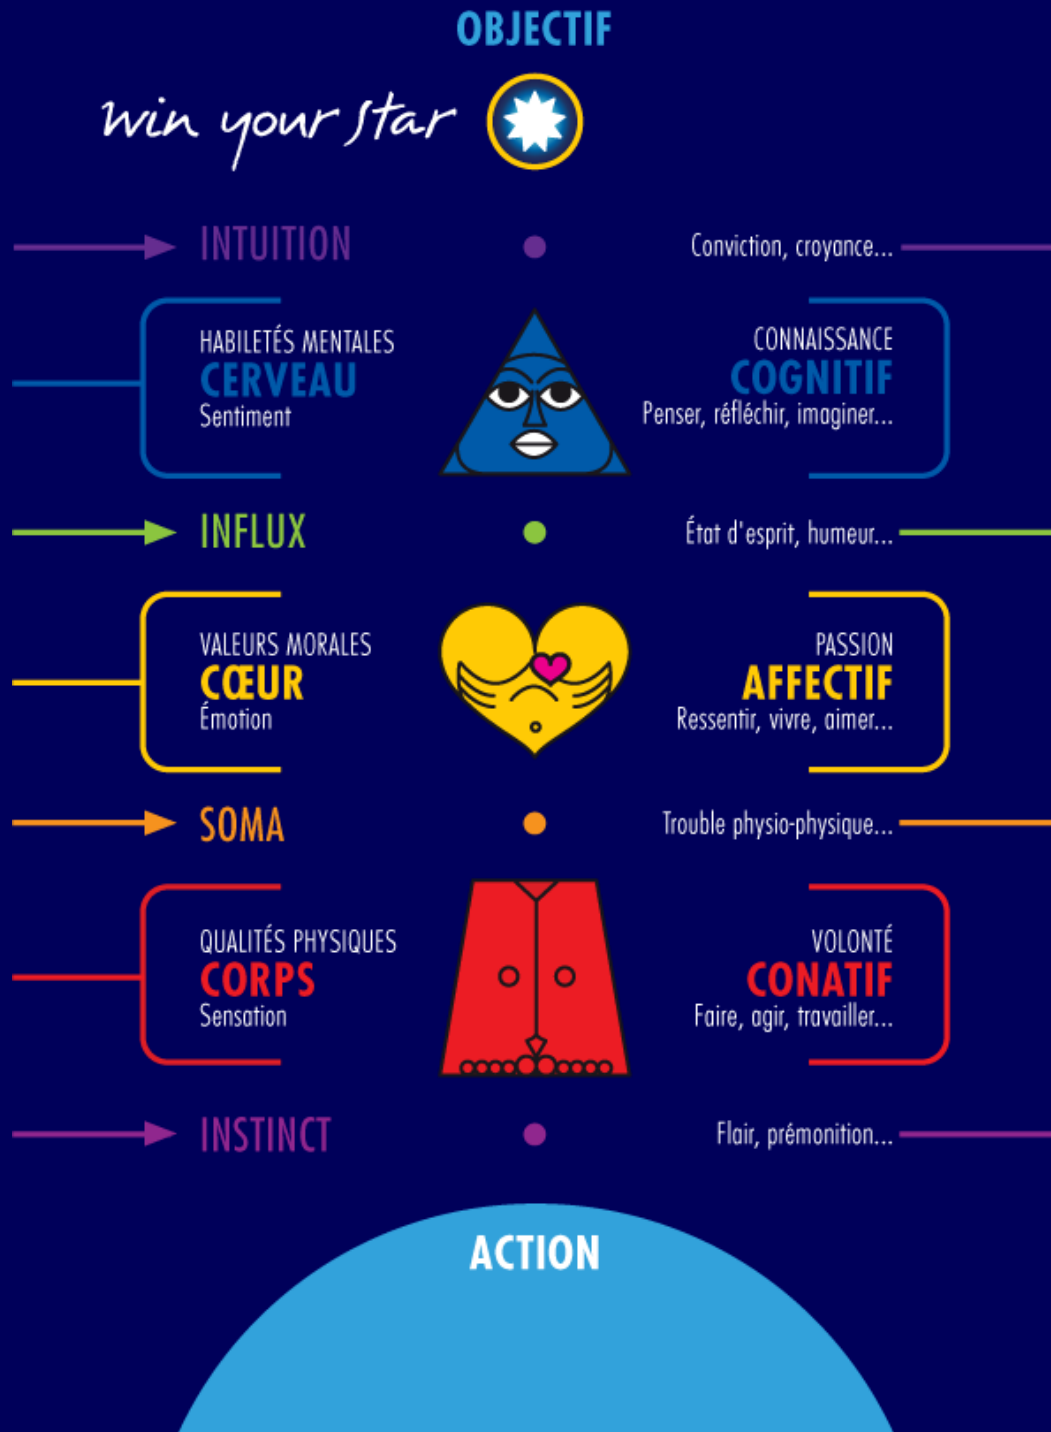 OBJECTIF
win your star
INTUITION
Conviction, croyance...
HABILETÉS MENTALES
CERVEAU
Sentiment
CONNAISSANCE
COGNITIF
Penser, réfléchir, imaginer...
INFLUX
État d'esprit, humeur...
VALEURS MORALES
CŒUR
Émotion
PASSION
AFFECTIF
Ressentir, vivre, aimer...
SOMA
Trouble physio-physique...
QUALITÉS PHYSIQUES
CORPS
Sensation
VOLONTÉ
CONATIF
Faire, agir, travailler...
INSTINCT
Flair, prémonition...
ACTION